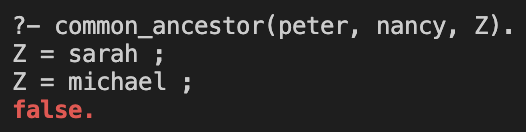 ?- common_ancestor(peter, nancy, Z).
Z = sarah ;
Z = michael ;
false.